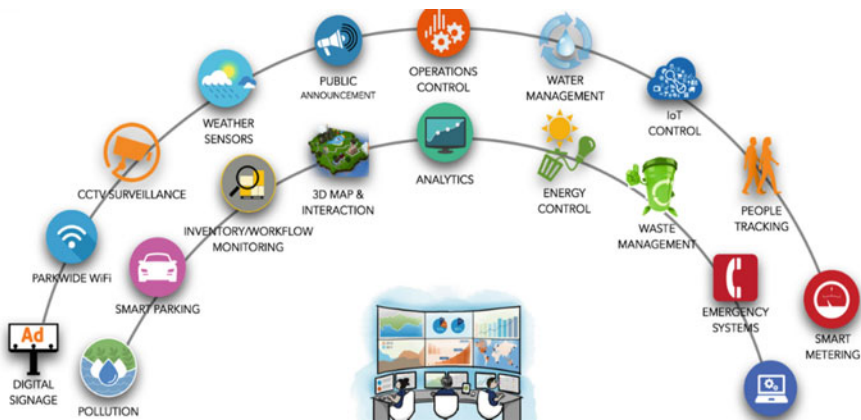 PUBLIC
ANNOUNCEMENT
OPERATIONS
CONTROL
WATER
MANAGEMENT
WEATHER
SENSORS
IoT
CONTROL
CCTV SURVEILLANCE
PEOPLE
TRACKING
PARKWIDE WiFi
SMART
METERING
Ad
DIGITAL
SIGNAGE
3D MAP &
INTERACTION
ANALYTICS
ENERGY
CONTROL
INVENTORY/WORKFLOW
MONITORING
WASTE
MANAGEMENT
SMART PARKING
EMERGENCY
SYSTEMS
POLLUTION